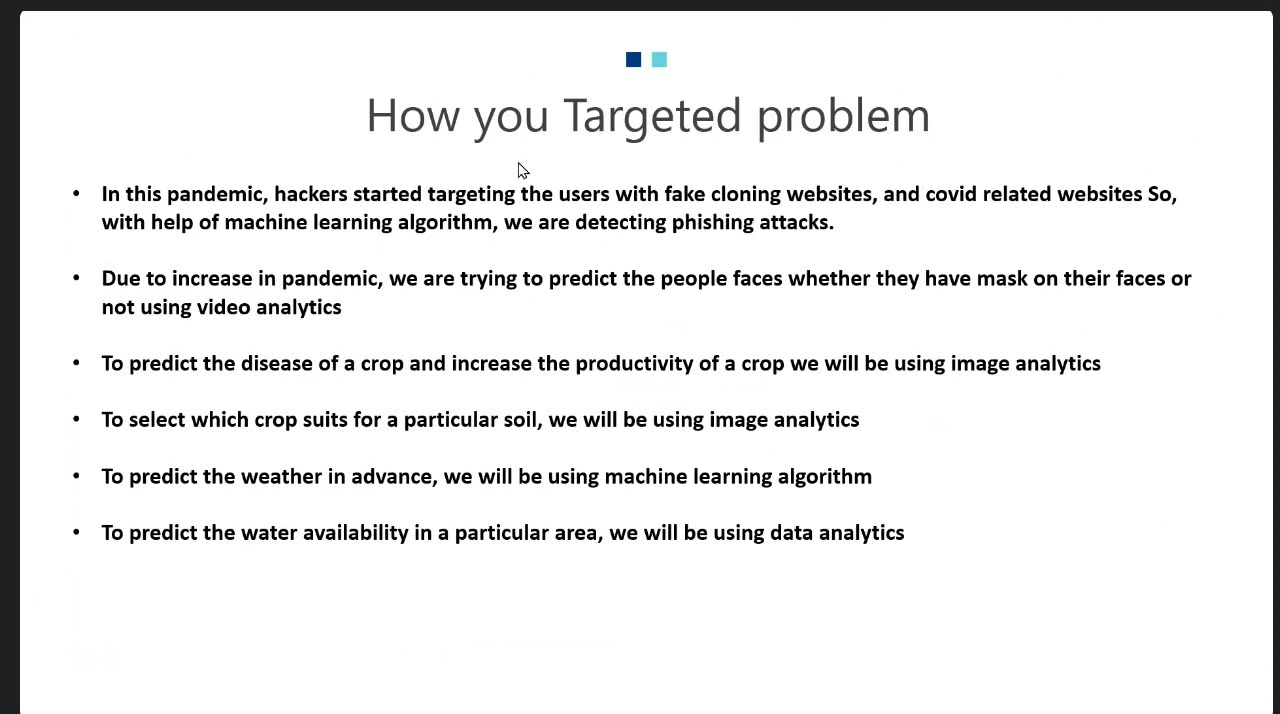 How you Targeted problem
• In this pandemic, hackers started targeting the users with fake cloning websites, and covid related websites So,
with help of machine learning algorithm, we are detecting phishing attacks.
• Due to increase in pandemic, we are trying to predict the people faces whether they have mask on their faces or
not using video analytics
• To predict the disease of a crop and increase the productivity of a crop we will be using image analytics
• To select which crop suits for a particular soil, we will be using image analytics
• To predict the weather in advance, we will be using machine learning algorithm
• To predict the water availability in a particular area, we will be using data analytics